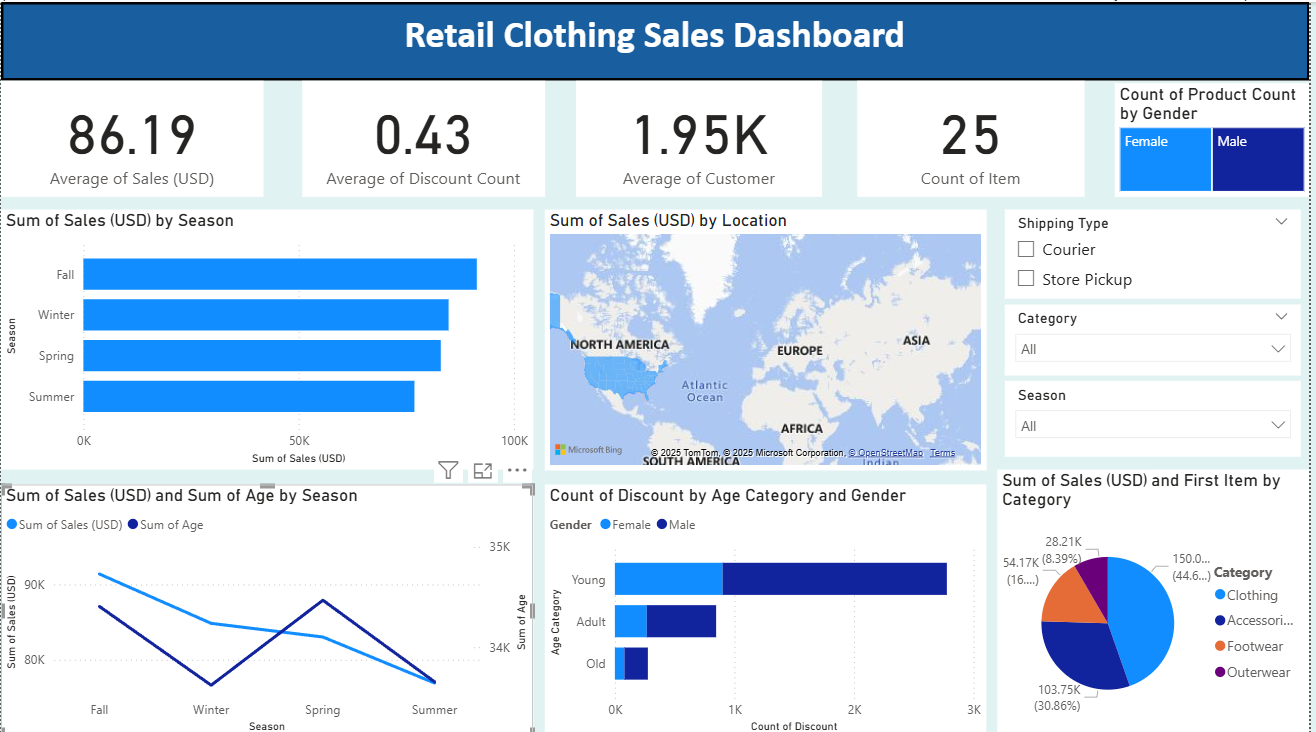 Retail Clothing Sales Dashboard
86.19
Average of Sales (USD)
0.43
Average of Discount Count
1.95K
Average of Customer
25
Count of Item
Count of Product Count
by Gender
Female
Male
Sum of Sales (USD) by Season
Season
Fall
Winter
Spring
Summer
0K
50K
100K
Sum of Sales (USD)
Sum of Sales (USD) by Location
NORTH AMERICA
EUROPE
ASIA
Atlantic
Ocean
AFRICA
SOUTH AMERICA
Indian
Microsoft Bing
© 2025 TomTom, © 2025 Microsoft Corporation, © OpenStreetMap Terms
Shipping Type
Courier
Store Pickup
Category
All
Season
All
Sum of Sales (USD) and Sum of Age by Season
Sum of Sales (USD) Sum of Age
Sum of Sales (USD)
90K
80K
35K
34K
Sum of Age
Fall
Winter
Spring
Summer
Season
Count of Discount by Age Category and Gender
Gender Female Male
Age Category
Young
Adult
Old
0K
1K
2K
3K
Count of Discount
Sum of Sales (USD) and First Item by
Category
28.21K
(8.39%)
54.17K
(16....)
150.0...
(44.6...)
103.75K
(30.86%)
Category
Clothing
Accessori...
Footwear
Outerwear